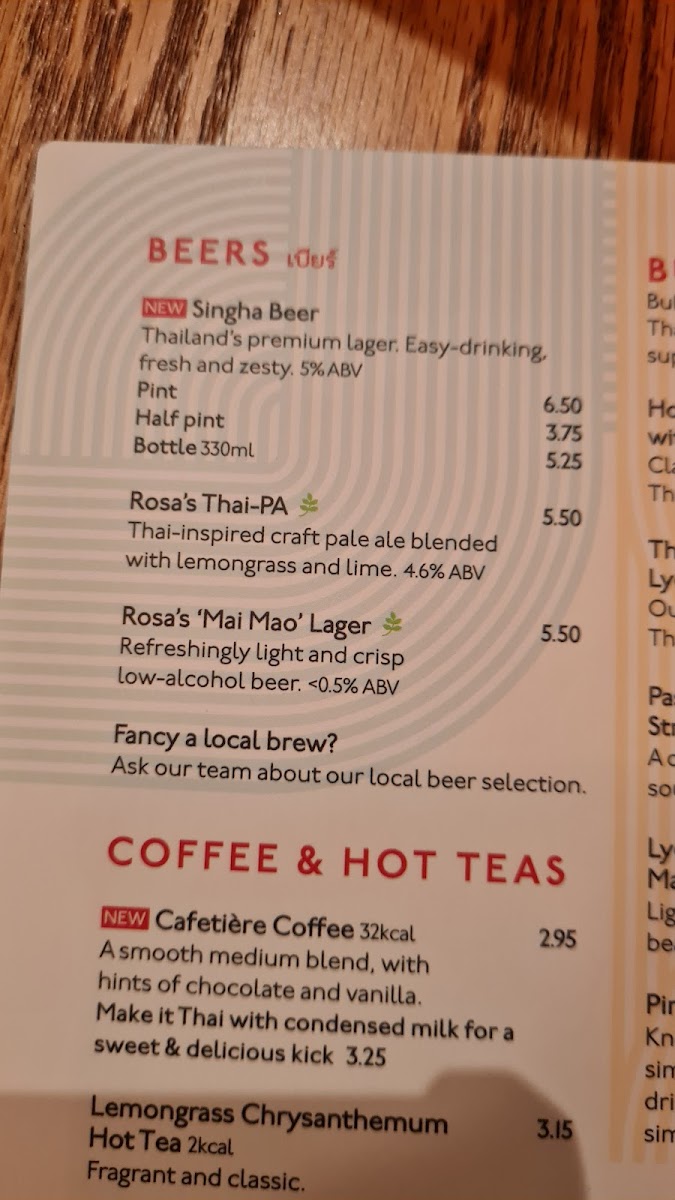 BEERS เบียร์
NEW Singha Beer
Thailand's premium lager. Easy-drinking,
fresh and zesty. 5% ABV
Pint 6.50
Half pint 3.75
Bottle 330ml 5.25
Rosa's Thai-PA 5.50
Thai-inspired craft pale ale blended
with lemongrass and lime. 4.6% ABV
Rosa's 'Mai Mao' Lager 5.50
Refreshingly light and crisp
low-alcohol beer. <0.5% ABV
Fancy a local brew?
Ask our team about our local beer selection.
COFFEE & HOT TEAS
NEW Cafetière Coffee 32kcal 2.95
A smooth medium blend, with
hints of chocolate and vanilla.
Make it Thai with condensed milk for a
sweet & delicious kick 3.25
Lemongrass Chrysanthemum 3.15
Hot Tea 2kcal
Fragrant and classic.